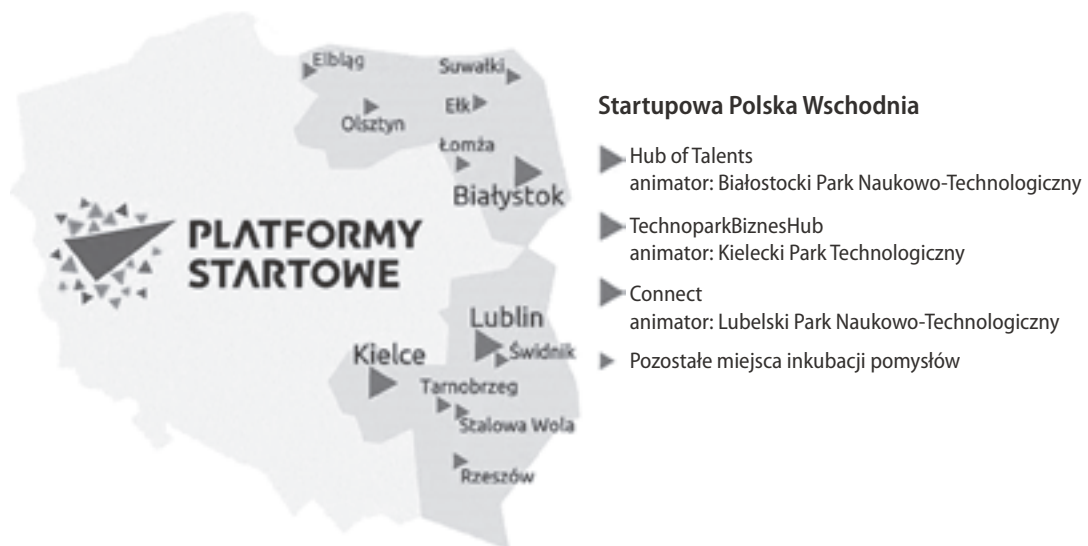 Elbląg
Suwałki
Ełk
Olsztyn
Łomża
Białystok
PLATFORMY
STARTOWE
Lublin
Świdnik
Kielce
Tarnobrzeg
Stalowa Wola
Rzeszów
Startupowa Polska Wschodnia
Hub of Talents
animator: Białostocki Park Naukowo-Technologiczny
TechnoparkBiznesHub
animator: Kielecki Park Technologiczny
Connect
animator: Lubelski Park Naukowo-Technologiczny
Pozostałe miejsca inkubacji pomysłów